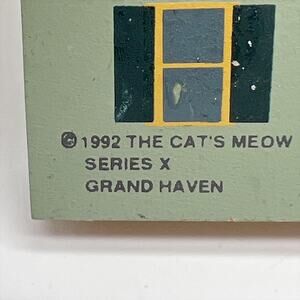 © 1992 THE CAT'S MEOW
SERIES X
GRAND HAVEN